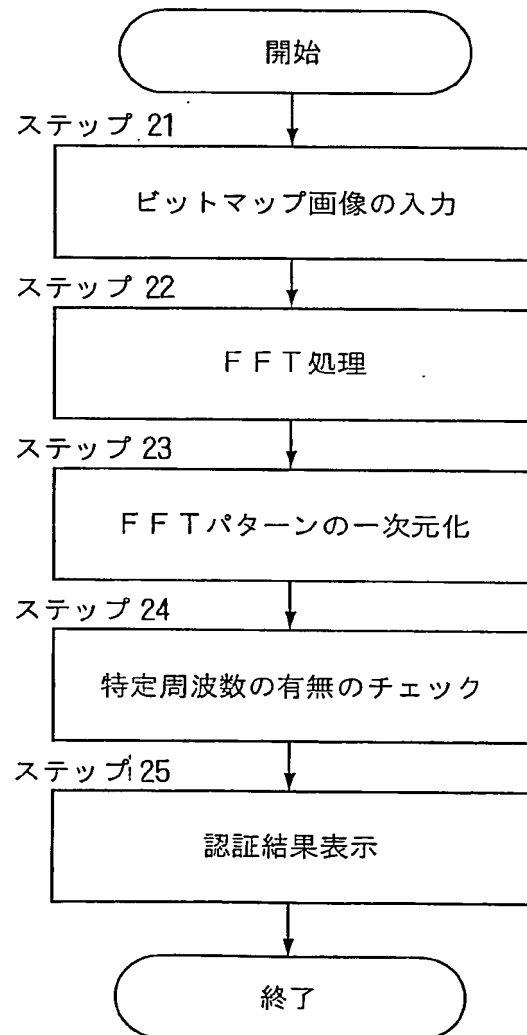 開始
ステップ 21
ビットマップ画像の入力
ステップ 22
ＦＦＴ処理
ステップ 23
ＦＦＴパターンの一次元化
ステップ 24
特定周波数の有無のチェック
ステップ 25
認証結果表示
終了